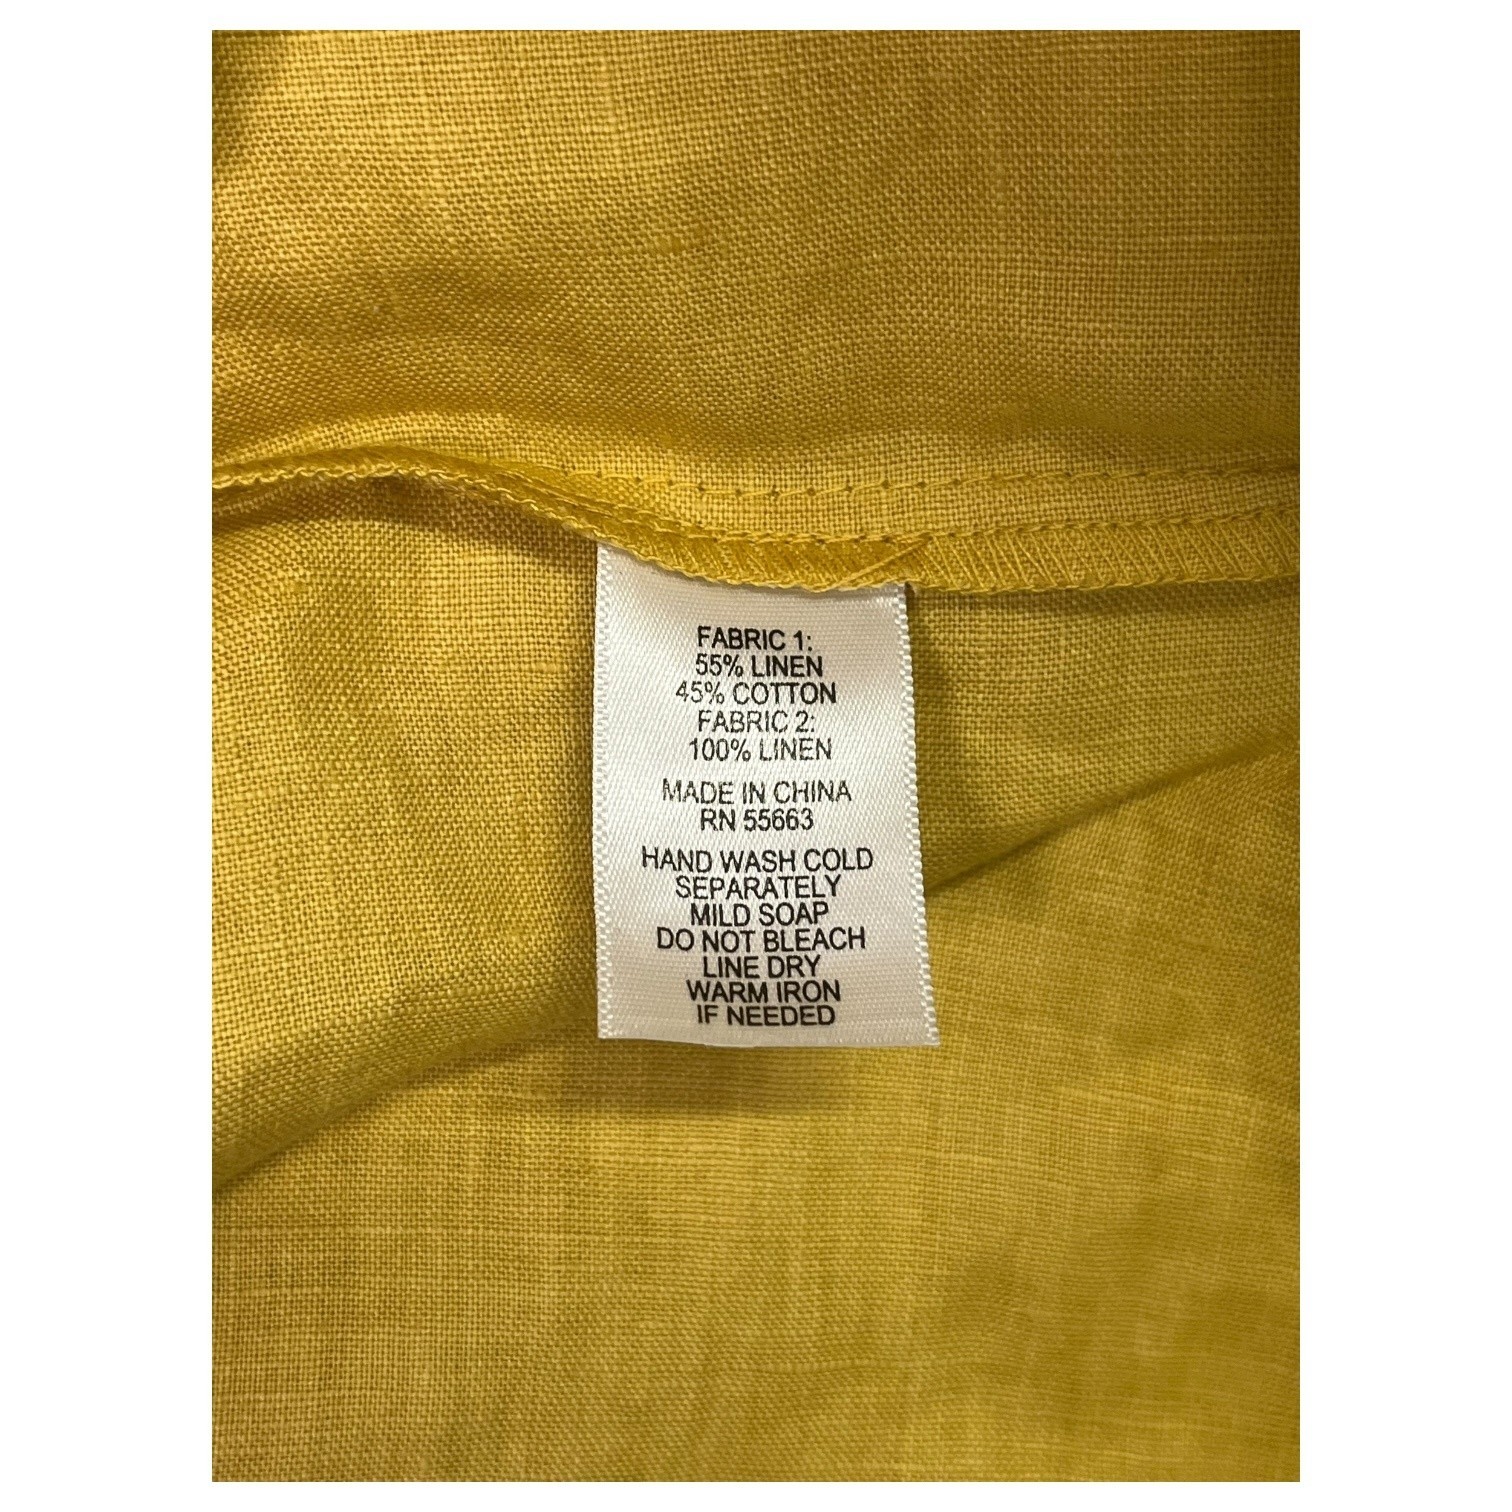 FABRIC 1:
55% LINEN
45% COTTON
FABRIC 2:
100% LINEN
MADE IN CHINA
RN 55663
HAND WASH COLD
SEPARATELY
MILD SOAP
DO NOT BLEACH
LINE DRY
WARM IRON
IF NEEDED